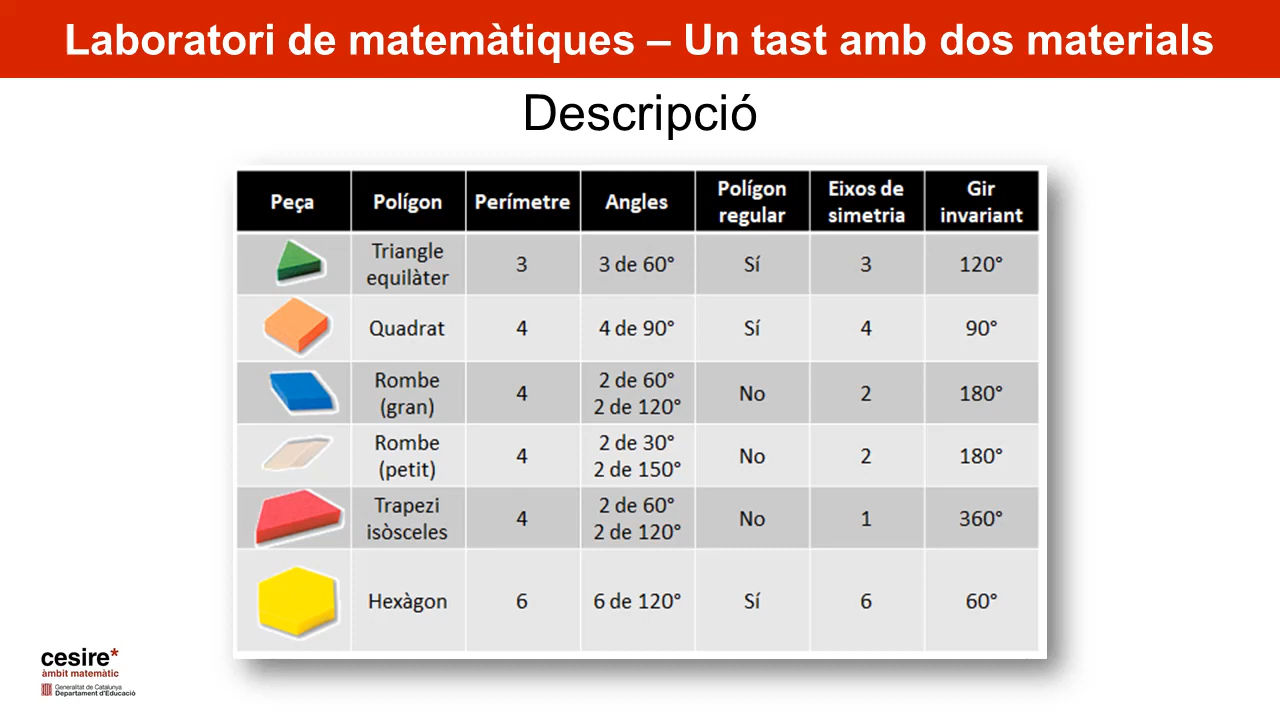 Laboratori de matemàtiques – Un tast amb dos materials
Descripció
Peça Polígon Perímetre Angles Polígon regular Eixos de simetria Gir invariant
Triangle equilàter 3 3 de 60° Sí 3 120°
Quadrat 4 4 de 90° Sí 4 90°
Rombe (gran) 4 2 de 60° 2 de 120° No 2 180°
Rombe (petit) 4 2 de 30° 2 de 150° No 2 180°
Trapezi isòsceles 4 2 de 60° 2 de 120° No 1 360°
Hexàgon 6 6 de 120° Sí 6 60°
cesire*
àmbit matemàtic
Generalitat de Catalunya
Departament d'Educació